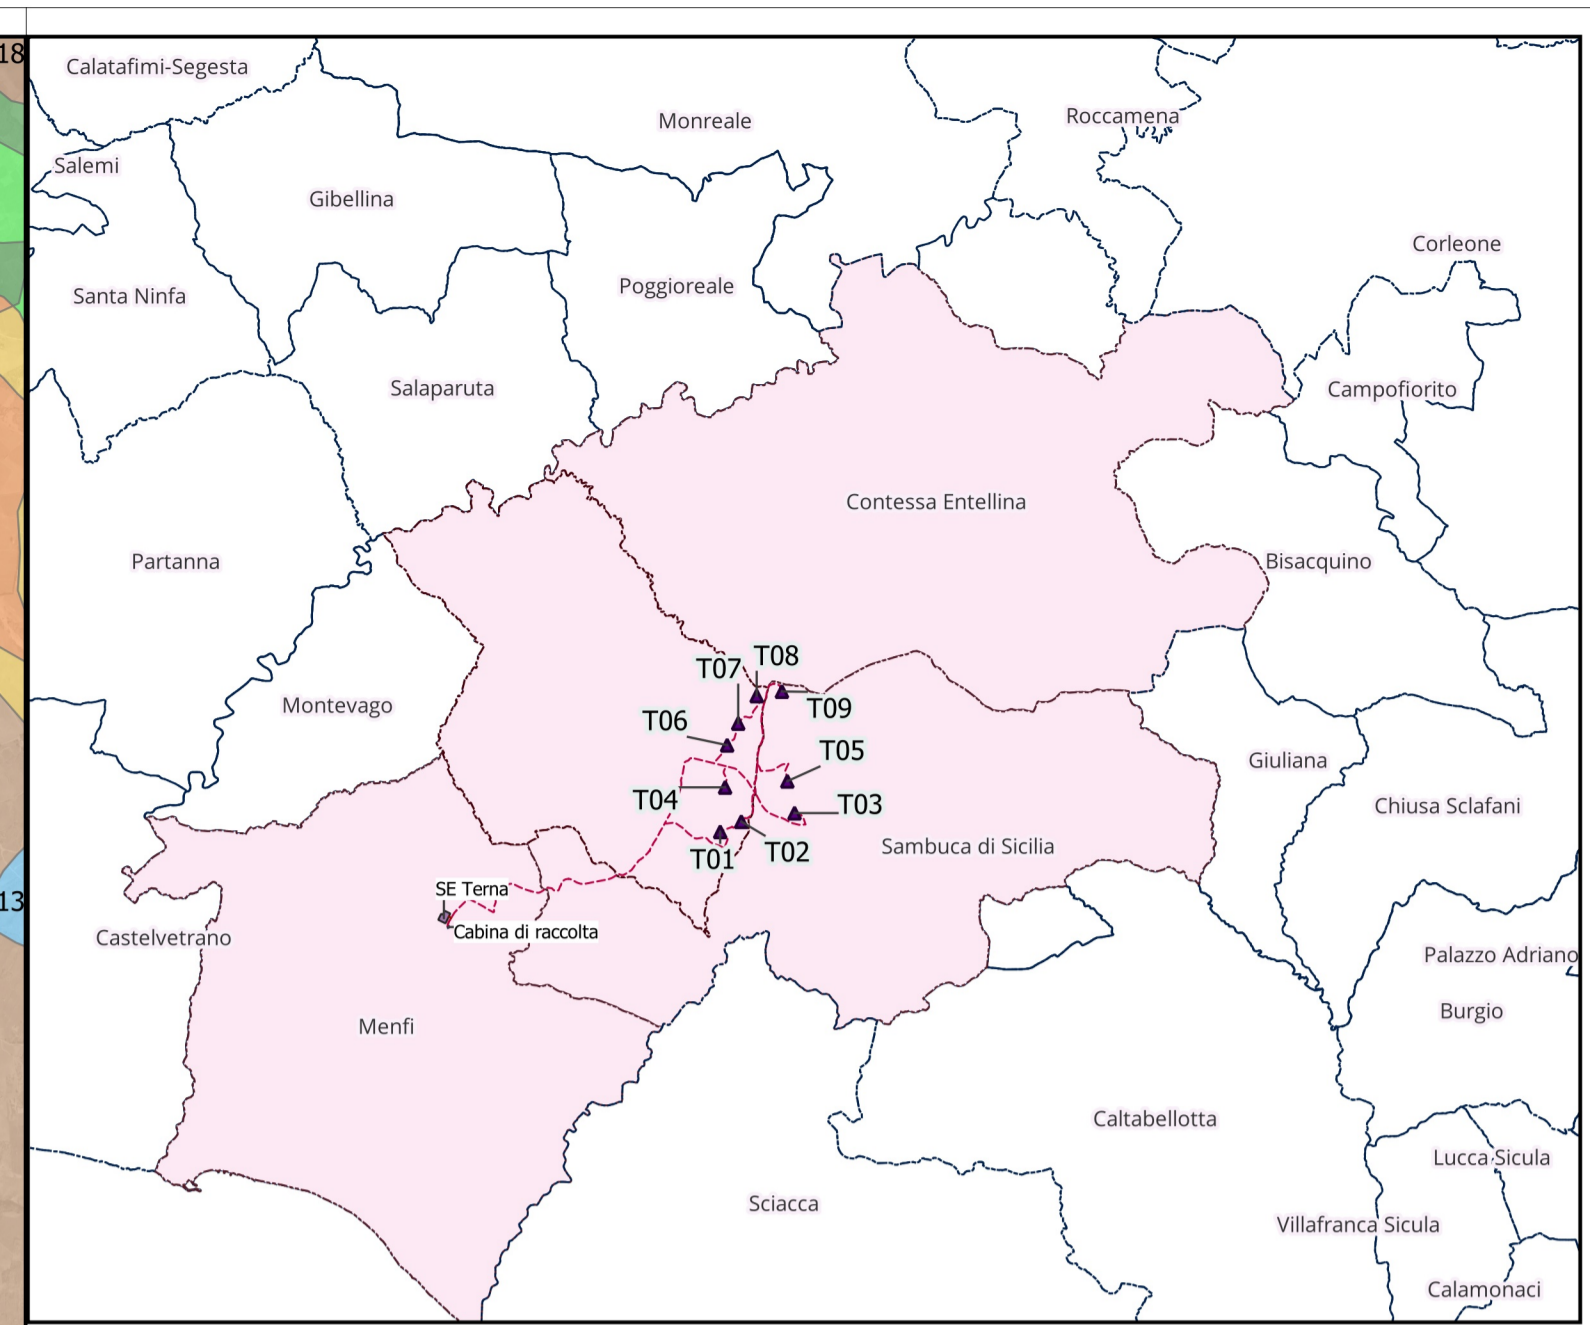 18
Calatafimi-Segesta
Monreale
Roccamena
Salemi
Gibellina
Corleone
Santa Ninfa
Poggioreale
Salaparuta
Campofiorito
Contessa Entellina
Partanna
Bisacquino
T08
T07
Montevago
T09
T06
T05
Giuliana
T04
T03
Chiusa Sclafani
Sambuca di Sicilia
T02
T01
SE Terna
13
Cabina di raccolta
Castelvetrano
Palazzo Adriano
Burgio
Menfi
Caltabellotta
Lucca Sicula
Sciacca
Villafranca Sicula
Calamonaci